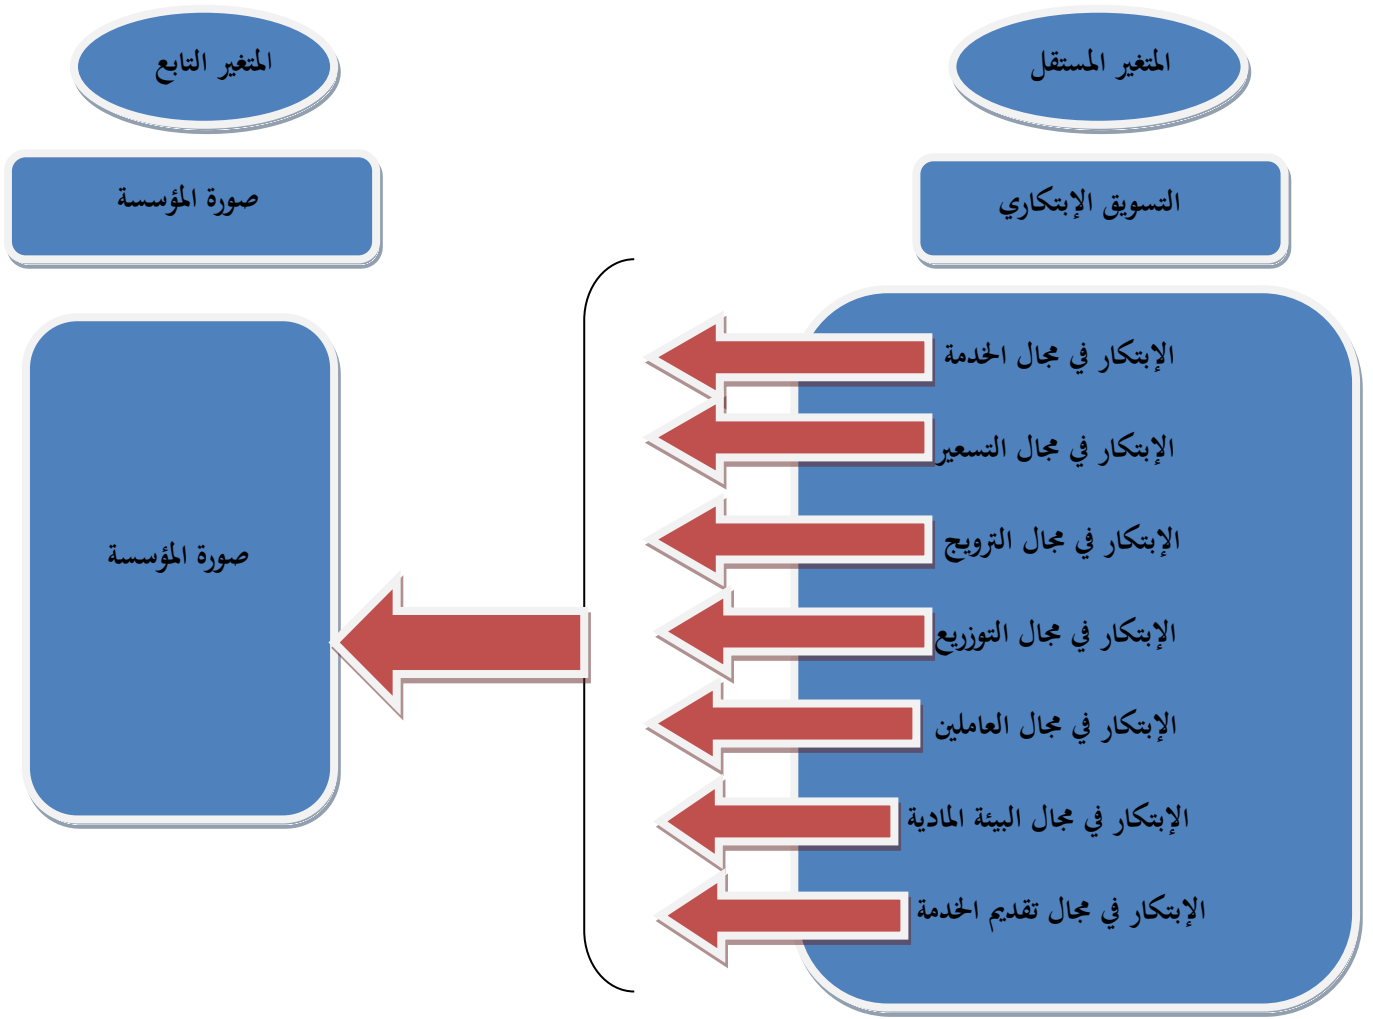 المتغير المستقل
المتغير التابع
التسويق الإبتكاري
صورة المؤسسة
الإبتكار في مجال الخدمة
الإبتكار في مجال التسعير
الإبتكار في مجال الترويج
الإبتكار في مجال التوزريع
الإبتكار في مجال العاملين
الإبتكار في مجال البيئة المادية
الإبتكار في مجال تقديم الخدمة
صورة المؤسسة